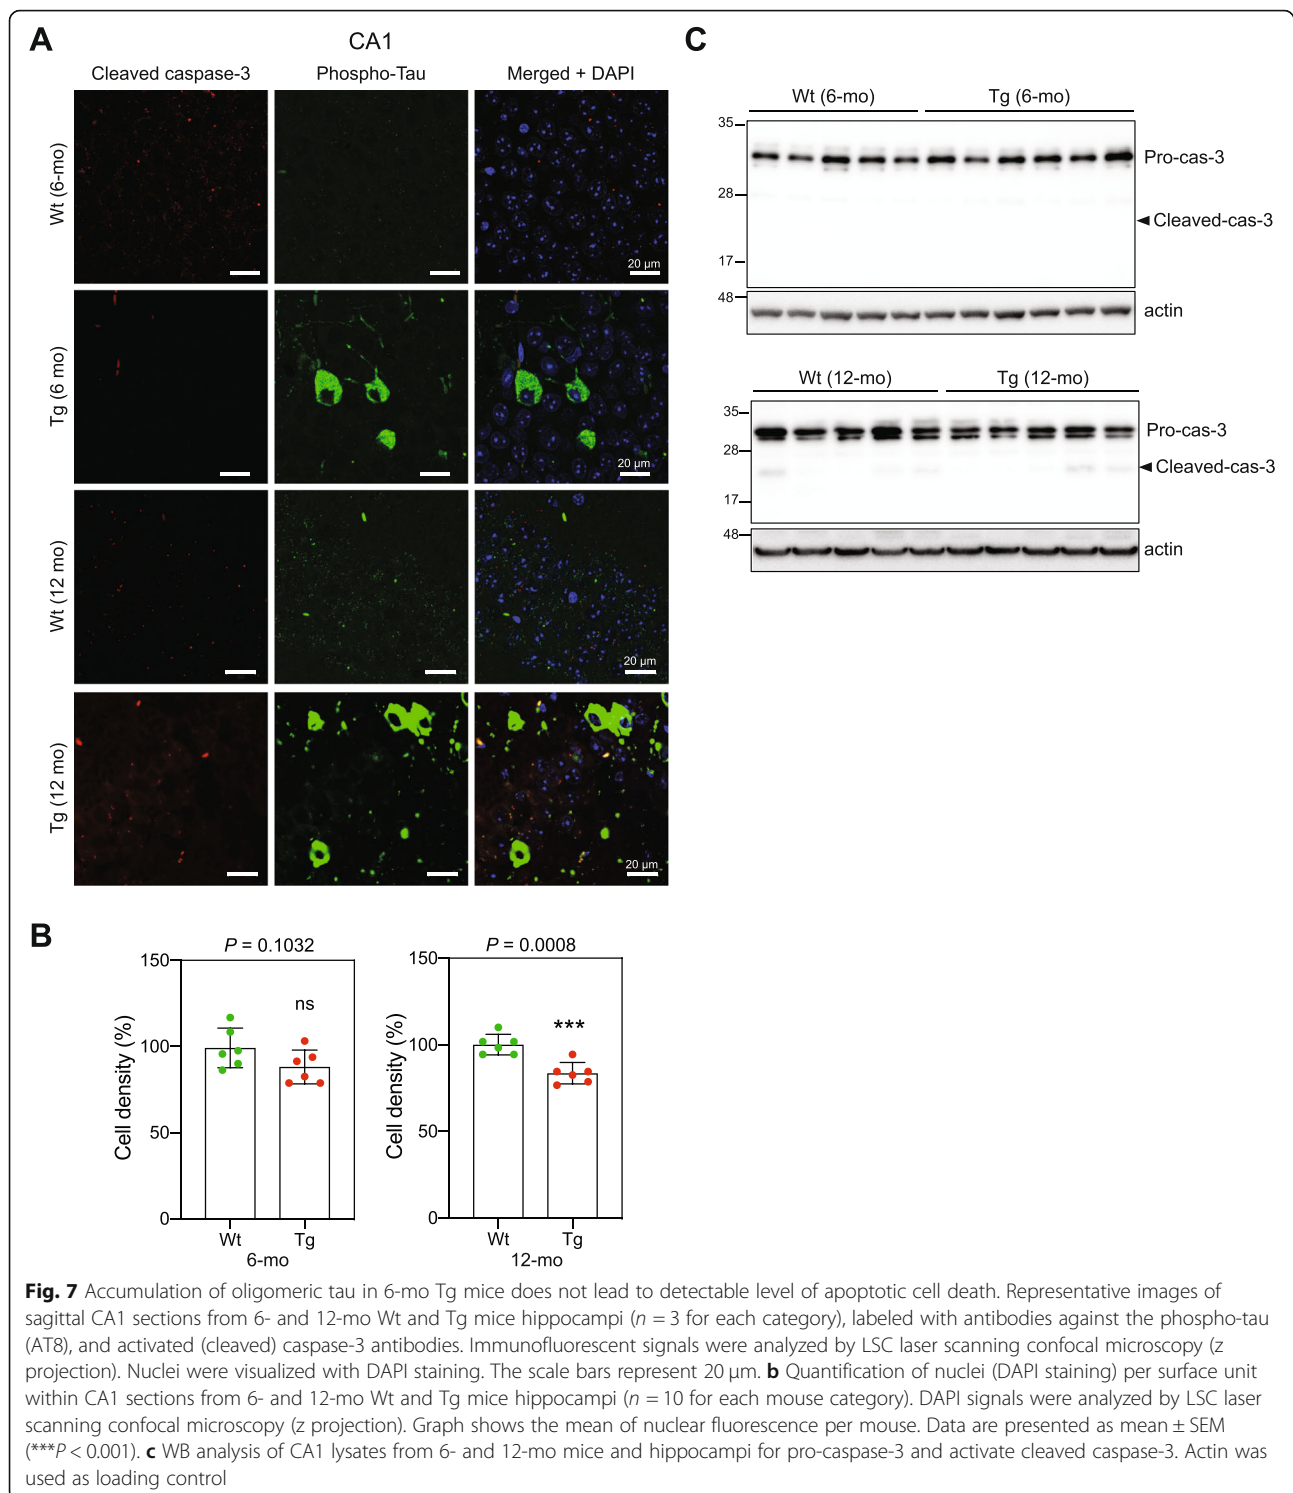 A
CA1
Cleaved caspase-3
Phospho-Tau
Merged + DAPI
Wt (6-mo)
20 µm
Tg (6 mo)
20 µm
Wt (12 mo)
20 µm
Tg (12 mo)
20 µm
C
Wt (6-mo)
Tg (6-mo)
35
Pro-cas-3
28
Cleaved-cas-3
17
48
actin
Wt (12-mo)
Tg (12-mo)
35
Pro-cas-3
28
Cleaved-cas-3
17
48
actin
B
P = 0.1032
150
ns
100
Cell density (%)
50
0
Wt
Tg
6-mo
P = 0.0008
150
***
100
Cell density (%)
50
0
Wt
Tg
12-mo
Fig. 7 Accumulation of oligomeric tau in 6-mo Tg mice does not lead to detectable level of apoptotic cell death. Representative images of
sagittal CA1 sections from 6- and 12-mo Wt and Tg mice hippocampi (n = 3 for each category), labeled with antibodies against the phospho-tau
(AT8), and activated (cleaved) caspase-3 antibodies. Immunofluorescent signals were analyzed by LSC laser scanning confocal microscopy (z
projection). Nuclei were visualized with DAPI staining. The scale bars represent 20 µm. b Quantification of nuclei (DAPI staining) per surface unit
within CA1 sections from 6- and 12-mo Wt and Tg mice hippocampi (n = 10 for each mouse category). DAPI signals were analyzed by LSC laser
scanning confocal microscopy (z projection). Graph shows the mean of nuclear fluorescence per mouse. Data are presented as mean ± SEM
(***P < 0.001). c WB analysis of CA1 lysates from 6- and 12-mo mice and hippocampi for pro-caspase-3 and activate cleaved caspase-3. Actin was
used as loading control